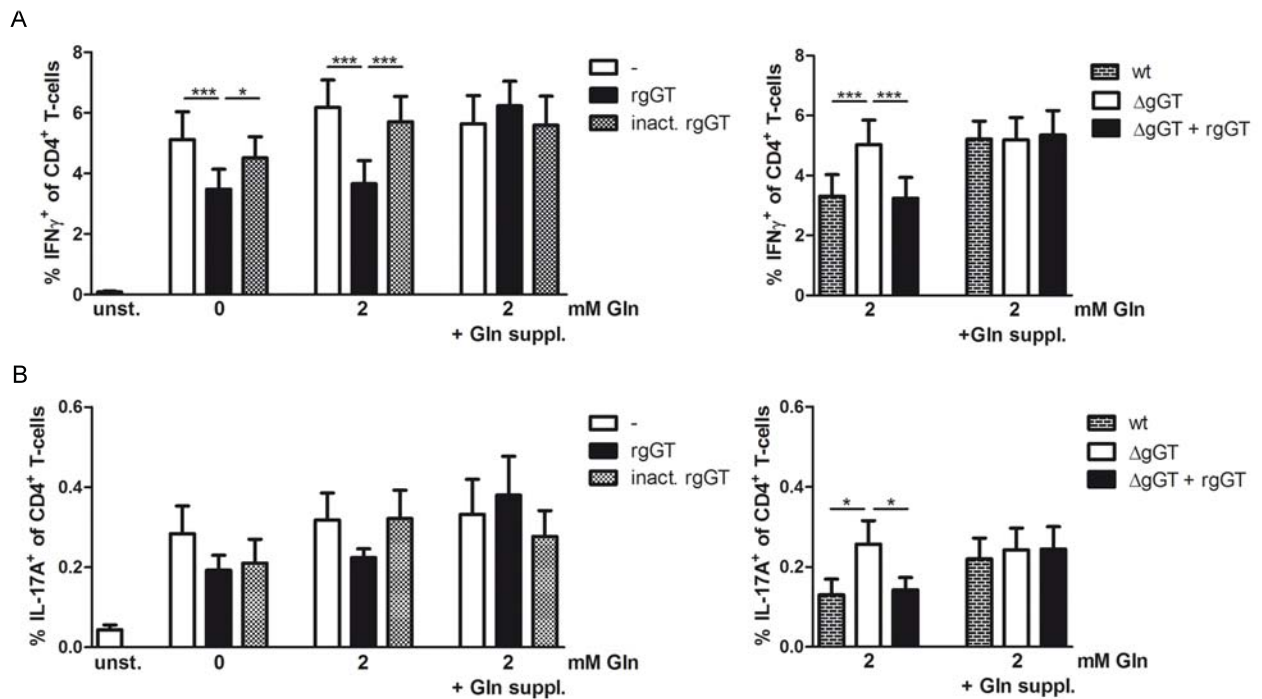 A
% IFNγ⁺ of CD4⁺ T-cells
8
6
4
2
0
*** *
*** ***
-
rgGT
inact. rgGT
unst. 0 2 2 mM Gln
+ Gln suppl.
% IFNγ⁺ of CD4⁺ T-cells
8
6
4
2
0
*** ***
wt
ΔgGT
ΔgGT + rgGT
2 2 mM Gln
+Gln suppl.
B
% IL-17A⁺ of CD4⁺ T-cells
0.6
0.4
0.2
0.0
-
rgGT
inact. rgGT
unst. 0 2 2 mM Gln
+ Gln suppl.
% IL-17A⁺ of CD4⁺ T-cells
0.6
0.4
0.2
0.0
* *
wt
ΔgGT
ΔgGT + rgGT
2 2 mM Gln
+ Gln suppl.